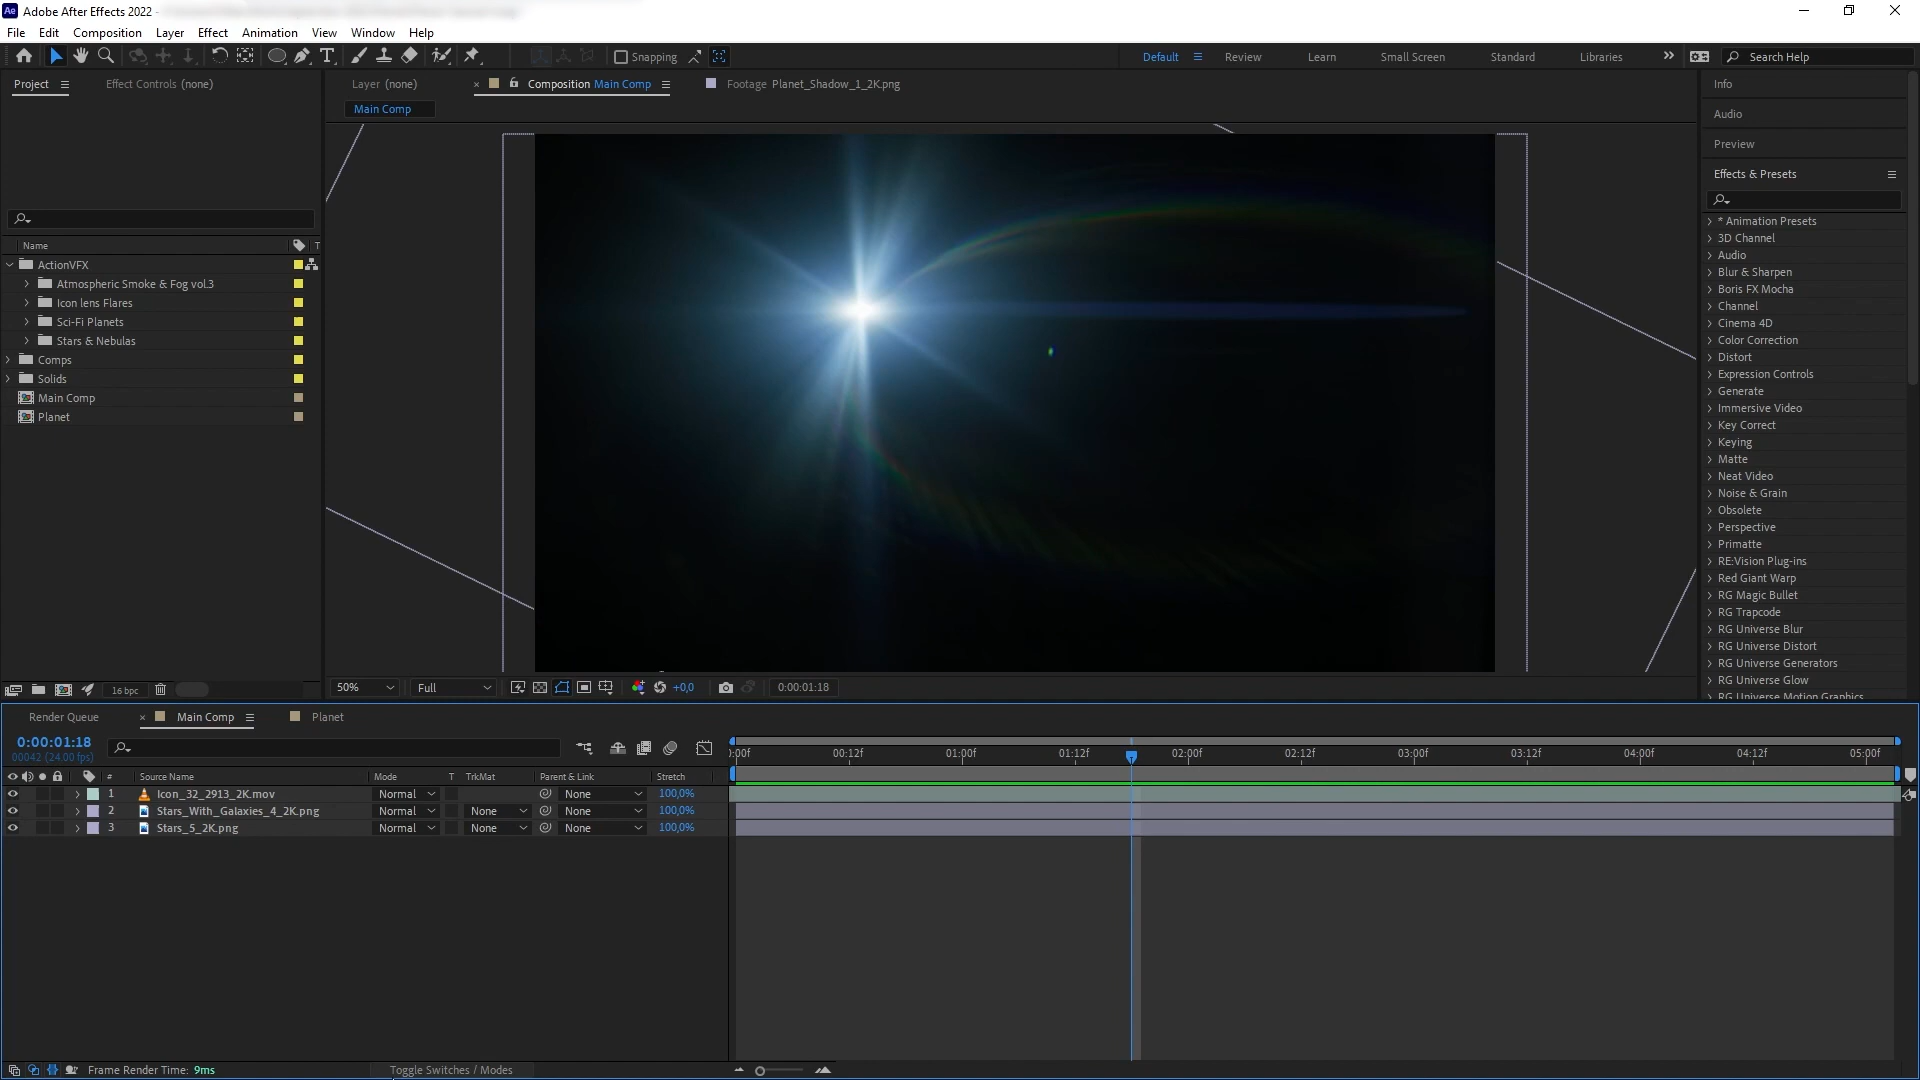 Ae Adobe After Effects 2022 -
File Edit Composition Layer Effect Animation View Window Help
Snapping
Default Review Learn Small Screen Standard Libraries Search Help
Project Effect Controls (none)
Layer (none) Composition Main Comp Footage Planet_Shadow_1_2K.png
Main Comp
Name T
ActionVFX
Atmospheric Smoke & Fog vol.3
Icon lens Flares
Sci-Fi Planets
Stars & Nebulas
Comps
Solids
Main Comp
Planet
16 bpc
50% Full +0,0 0:00:01:18
Info
Audio
Preview
Effects & Presets
* Animation Presets
3D Channel
Audio
Blur & Sharpen
Boris FX Mocha
Channel
Cinema 4D
Color Correction
Distort
Expression Controls
Generate
Immersive Video
Key Correct
Keying
Matte
Neat Video
Noise & Grain
Obsolete
Perspective
Primatte
RE:Vision Plug-ins
Red Giant Warp
RG Magic Bullet
RG Trapcode
RG Universe Blur
RG Universe Distort
RG Universe Generators
RG Universe Glow
RG Universe Motion Graphics
Render Queue Main Comp Planet
0:00:01:18
00042 (24.00 fps)
):00f 00:12f 01:00f 01:12f 02:00f 02:12f 03:00f 03:12f 04:00f 04:12f 05:00f
# Source Name Mode T TrkMat Parent & Link Stretch
1 Icon_32_2913_2K.mov Normal None 100,0%
2 Stars_With_Galaxies_4_2K.png Normal None None 100,0%
3 Stars_5_2K.png Normal None None 100,0%
Frame Render Time: 9ms Toggle Switches / Modes